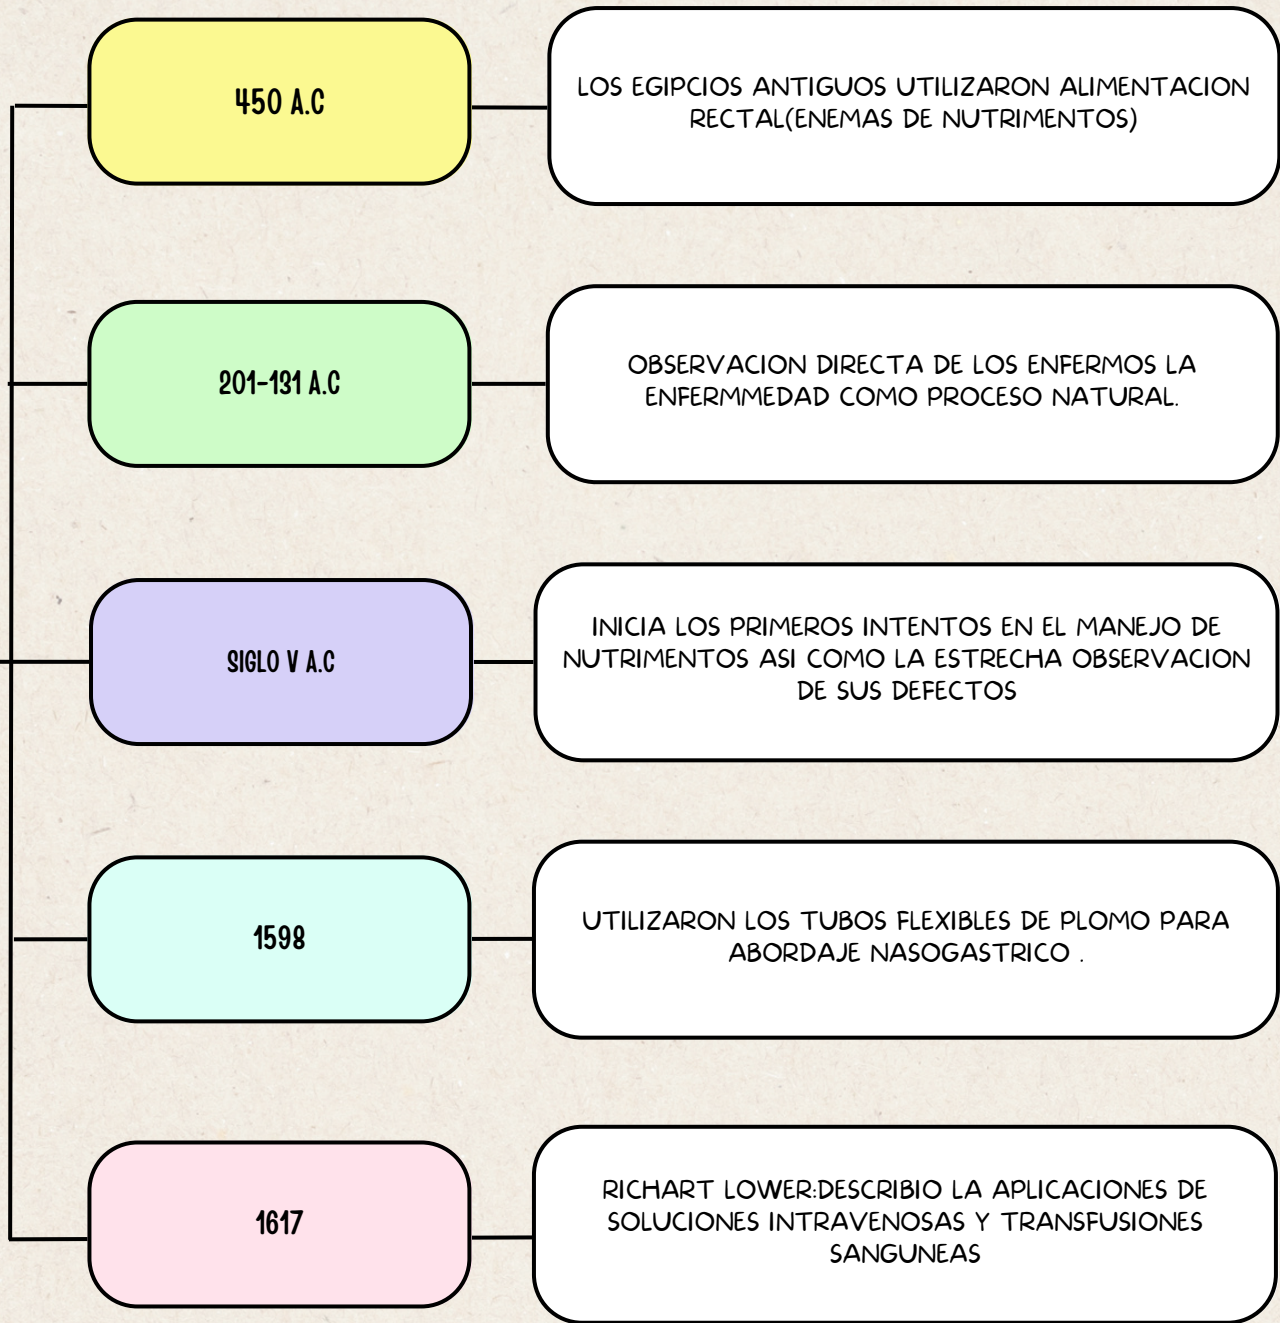 450 A.C
LOS EGIPCIOS ANTIGUOS UTILIZARON ALIMENTACION
RECTAL(ENEMAS DE NUTRIMENTOS)
201-131 A.C
OBSERVACION DIRECTA DE LOS ENFERMOS LA
ENFERMMEDAD COMO PROCESO NATURAL.
SIGLO V A.C
INICIA LOS PRIMEROS INTENTOS EN EL MANEJO DE
NUTRIMENTOS ASI COMO LA ESTRECHA OBSERVACION
DE SUS DEFECTOS
1598
UTILIZARON LOS TUBOS FLEXIBLES DE PLOMO PARA
ABORDAJE NASOGASTRICO .
1617
RICHART LOWER:DESCRIBIO LA APLICACIONES DE
SOLUCIONES INTRAVENOSAS Y TRANSFUSIONES
SANGUNEAS